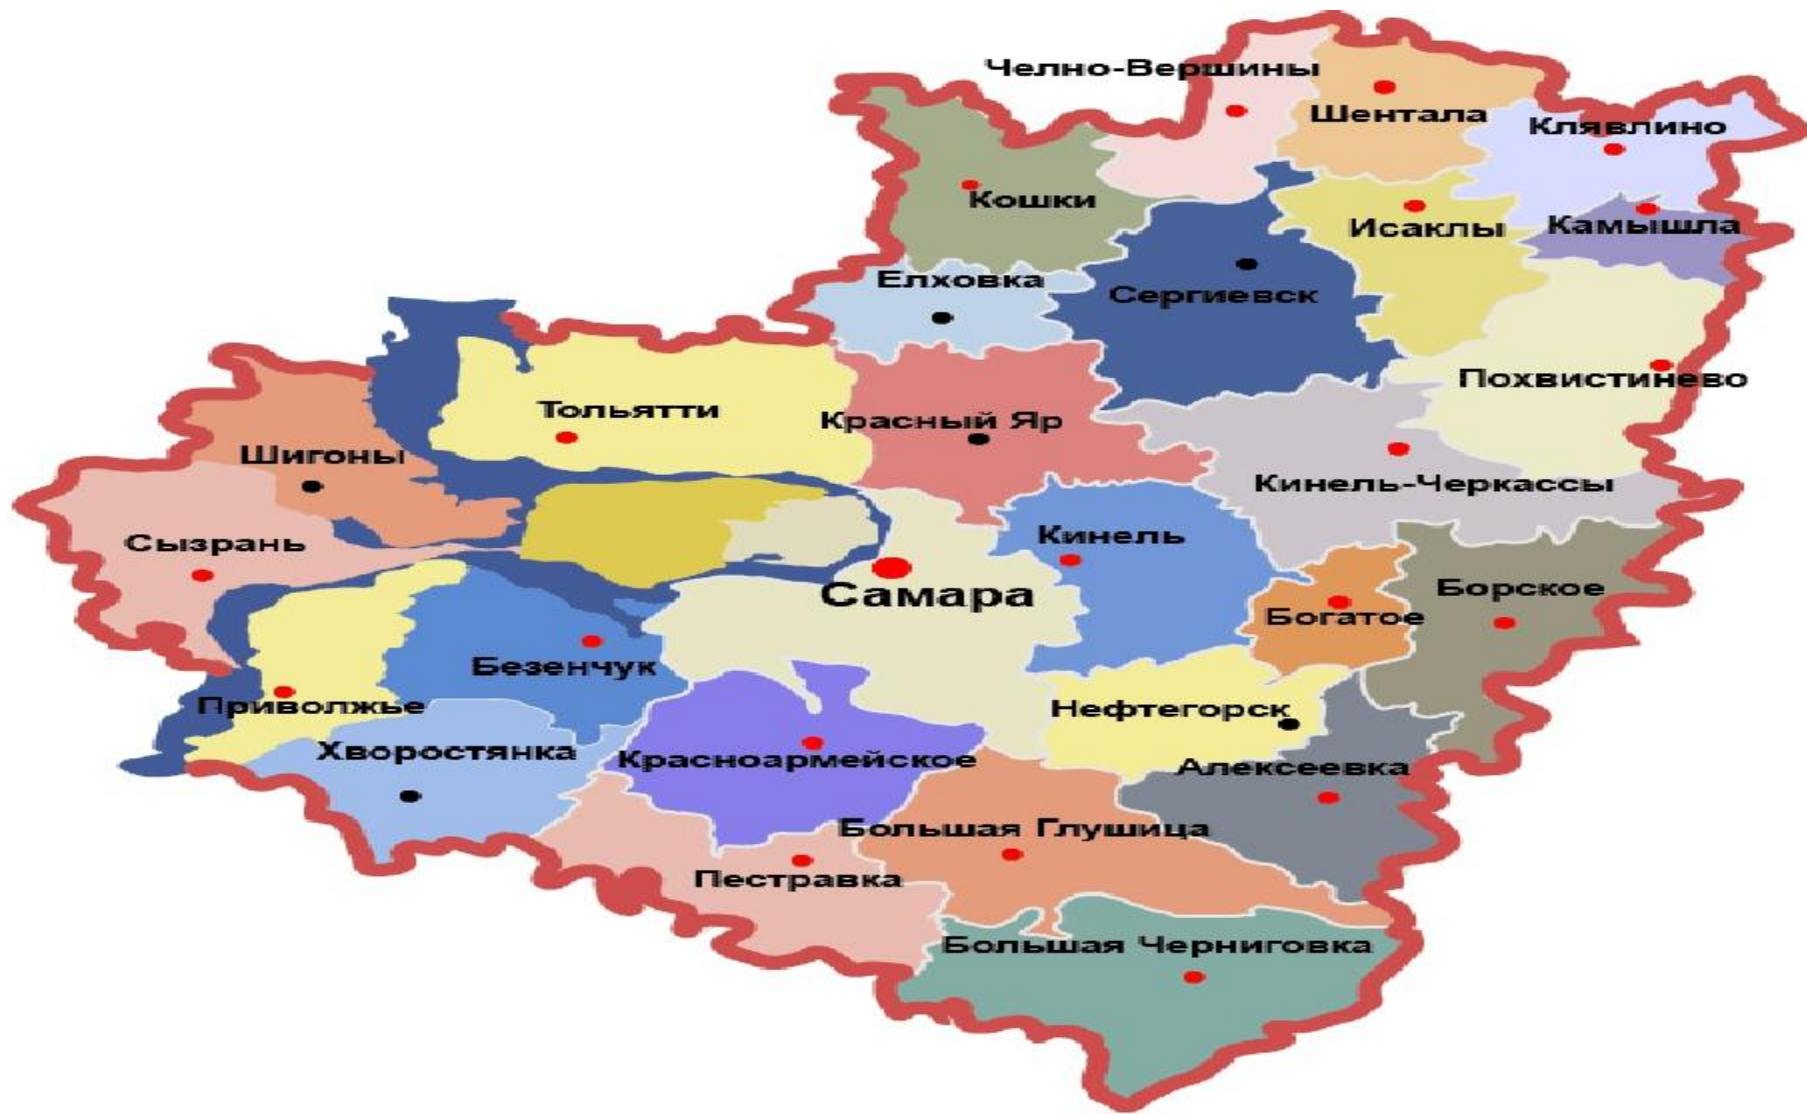 Челно-Вершины
Шентала
Клявлино
Кошки
Исаклы
Камышла
Елховка
Сергиевск
Похвистинево
Тольятти
Красный Яр
Шигоны
Кинель-Черкассы
Сызрань
Кинель
Самара
Борское
Богатое
Безенчук
Приволжье
Нефтегорск
Хворостянка
Красноармейское
Алексеевка
Большая Глушица
Пестравка
Большая Черниговка